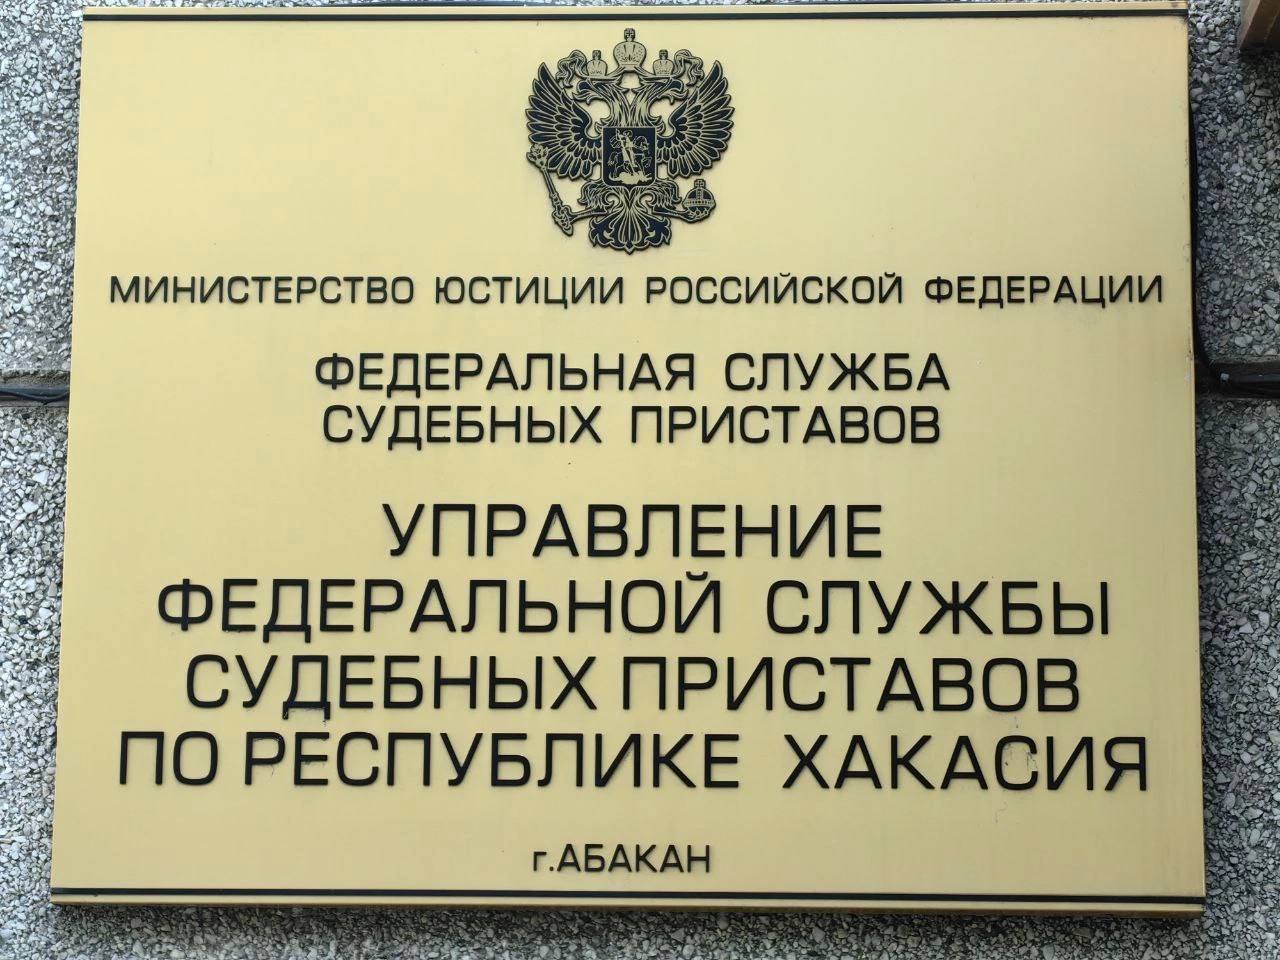 МИНИСТЕРСТВО ЮСТИЦИИ РОССИЙСКОЙ ФЕДЕРАЦИИ
ФЕДЕРАЛЬНАЯ СЛУЖБА
СУДЕБНЫХ ПРИСТАВОВ
УПРАВЛЕНИЕ
ФЕДЕРАЛЬНОЙ СЛУЖБЫ
СУДЕБНЫХ ПРИСТАВОВ
ПО РЕСПУБЛИКЕ ХАКАСИЯ
г.АБАКАН